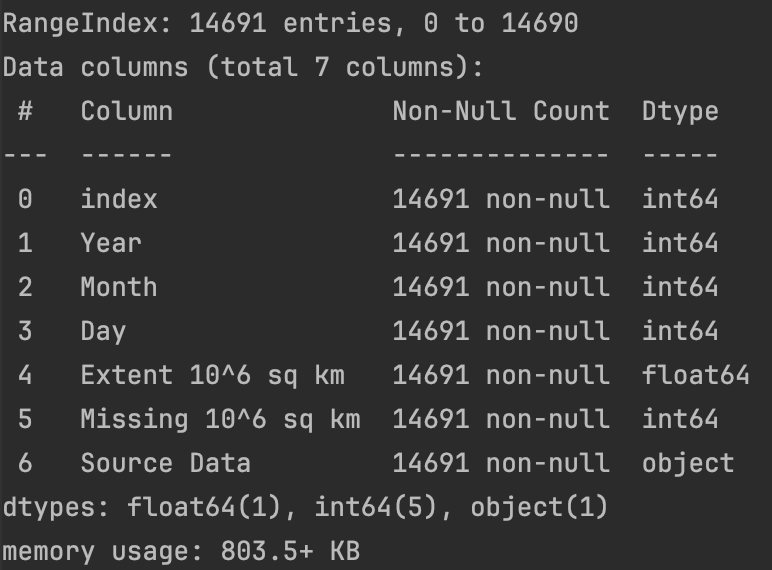 RangeIndex: 14691 entries, 0 to 14690
Data columns (total 7 columns):
 #   Column               Non-Null Count  Dtype
---  ------               --------------  -----
 0   index                14691 non-null  int64
 1   Year                 14691 non-null  int64
 2   Month                14691 non-null  int64
 3   Day                  14691 non-null  int64
 4   Extent 10^6 sq km    14691 non-null  float64
 5   Missing 10^6 sq km   14691 non-null  int64
 6   Source Data          14691 non-null  object
dtypes: float64(1), int64(5), object(1)
memory usage: 803.5+ KB